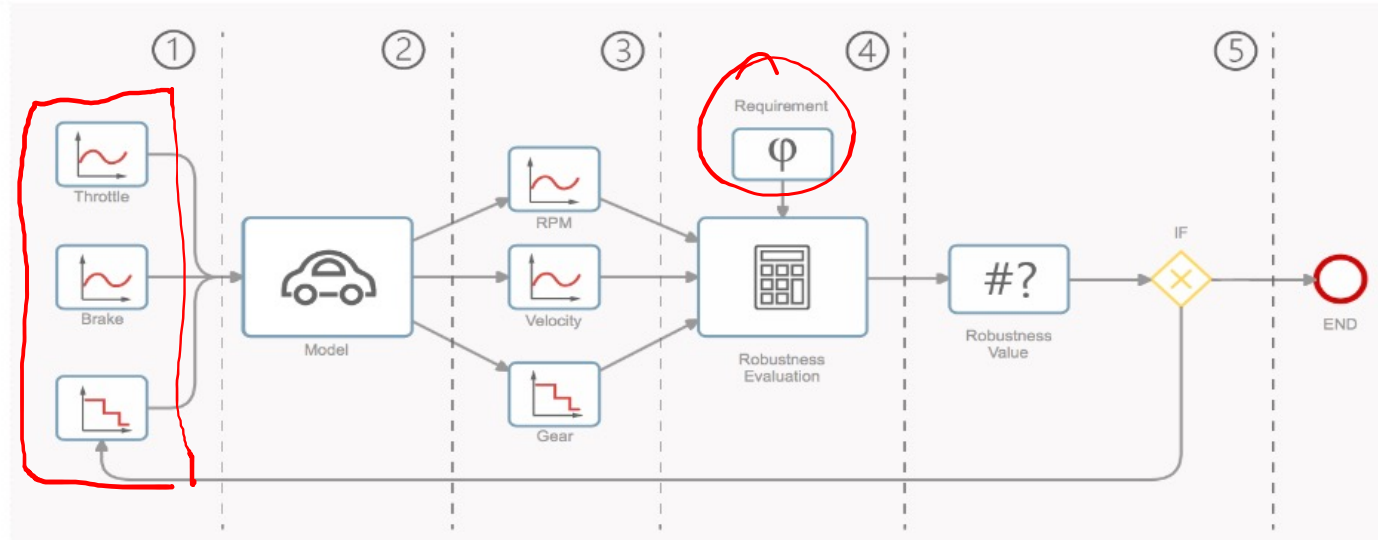 1
2
3
4
5
Throttle
Brake
Model
RPM
Velocity
Gear
Requirement
φ
Robustness
Evaluation
#?
Robustness
Value
IF
END